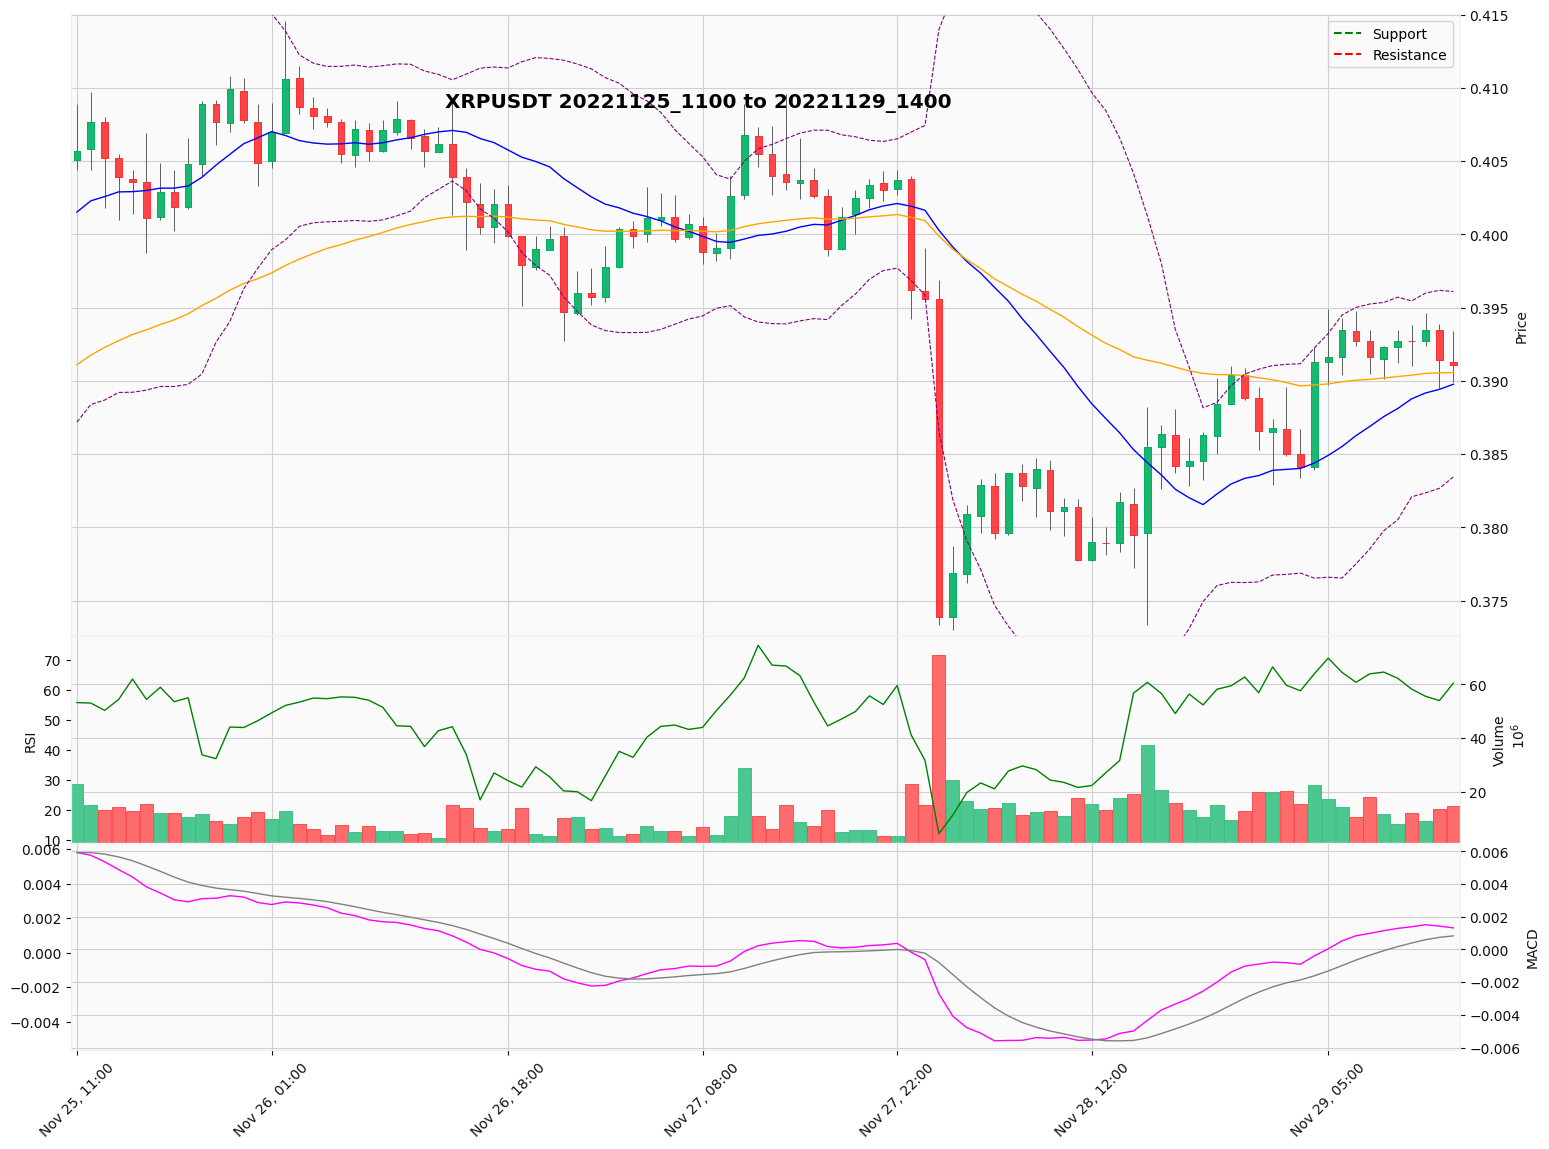 XRPUSDT 20221125_1100 to 20221129_1400
Support
Resistance
0.415
0.410
0.405
0.400
0.395
0.390
0.385
0.380
0.375
Price
70
60
50
40
30
20
10
RSI
60
40
20
Volume
10^6
0.006
0.004
0.002
0.000
−0.002
−0.004
0.006
0.004
0.002
0.000
−0.002
−0.004
−0.006
MACD
Nov 25, 11:00
Nov 26, 01:00
Nov 26, 18:00
Nov 27, 08:00
Nov 27, 22:00
Nov 28, 12:00
Nov 29, 05:00